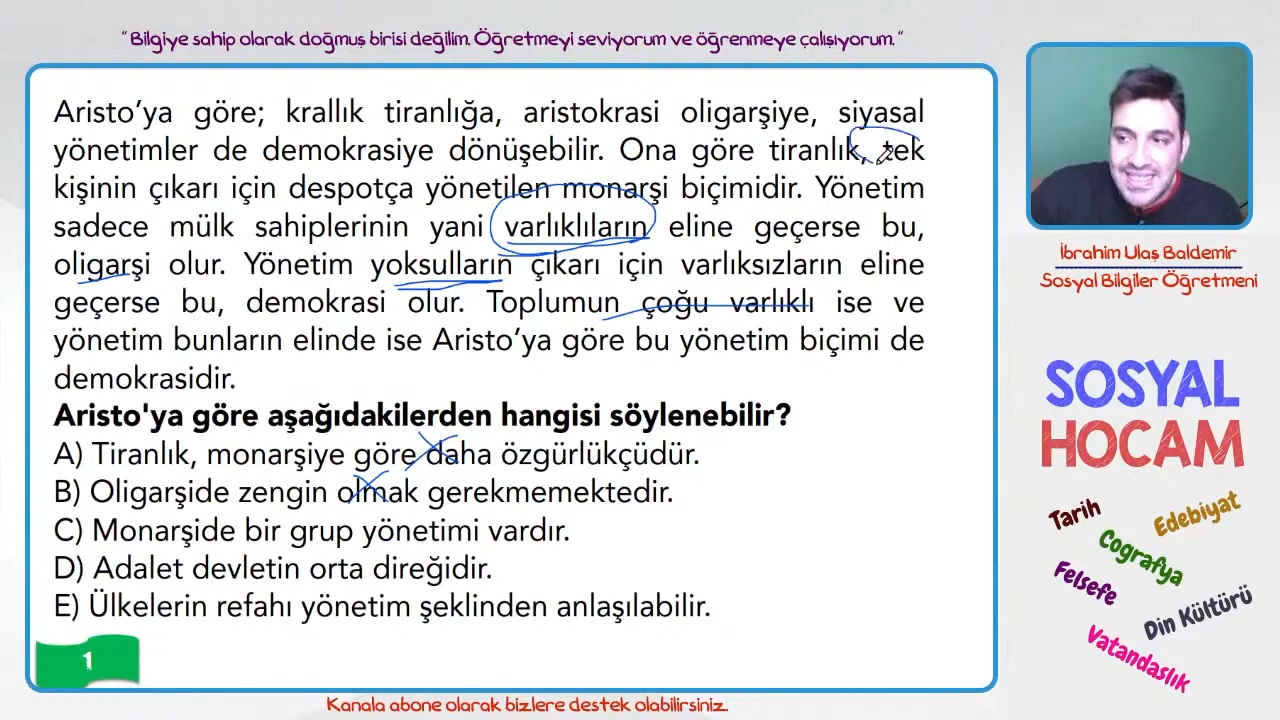 “ Bilgiye sahip olarak doğmuş birisi değilim. Öğretmeyi seviyorum ve öğrenmeye çalışıyorum.“
Aristo’ya göre; krallık tiranlığa, aristokrasi oligarşiye, siyasal
yönetimler de demokrasiye dönüşebilir. Ona göre tiranlık, tek
kişinin çıkarı için despotça yönetilen monarşi biçimidir. Yönetim
sadece mülk sahiplerinin yani varlıklıların eline geçerse bu,
oligarşi olur. Yönetim yoksulların çıkarı için varlıksızların eline
geçerse bu, demokrasi olur. Toplumun çoğu varlıklı ise ve
yönetim bunların elinde ise Aristo’ya göre bu yönetim biçimi de
demokrasidir.
Aristo'ya göre aşağıdakilerden hangisi söylenebilir?
A) Tiranlık, monarşiye göre daha özgürlükçüdür.
B) Oligarşide zengin olmak gerekmemektedir.
C) Monarşide bir grup yönetimi vardır.
D) Adalet devletin orta direğidir.
E) Ülkelerin refahı yönetim şeklinden anlaşılabilir.
1
Kanala abone olarak bizlere destek olabilirsiniz.
İbrahim Ulaş Baldemir
Sosyal Bilgiler Öğretmeni
SOSYAL
HOCAM
Tarih
Edebiyat
Coğrafya
Felsefe
Din Kültürü
Vatandaslık